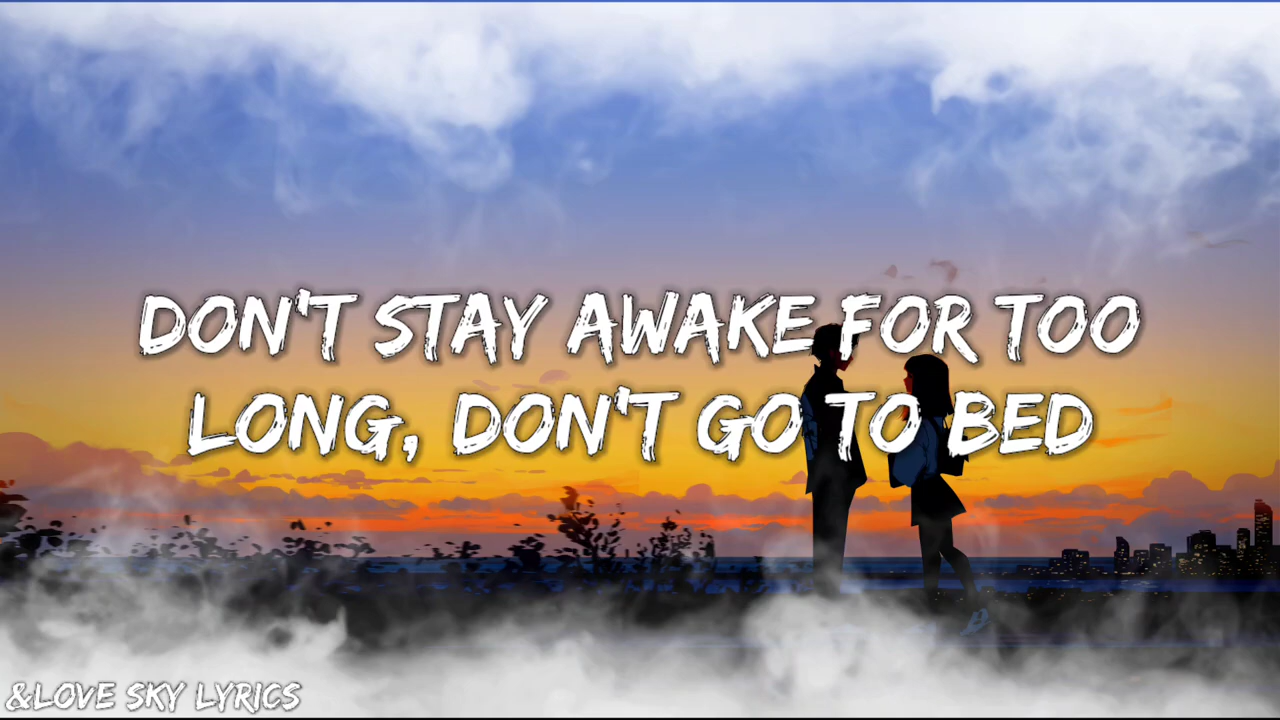 DON'T STAY AWAKE FOR TOO
LONG, DON'T GO TO BED
&LOVE SKY LYRICS